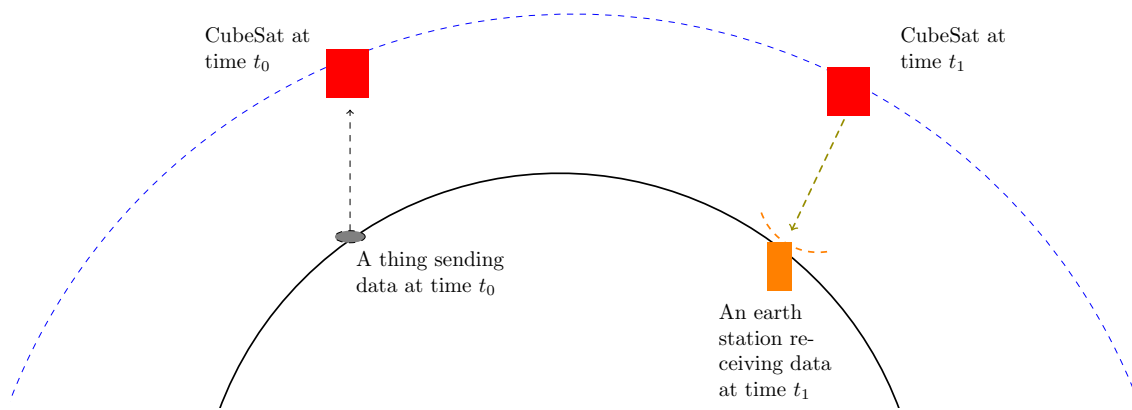 CubeSat at
time t₀
CubeSat at
time t₁
A thing sending
data at time t₀
An earth
station re-
ceiving data
at time t₁